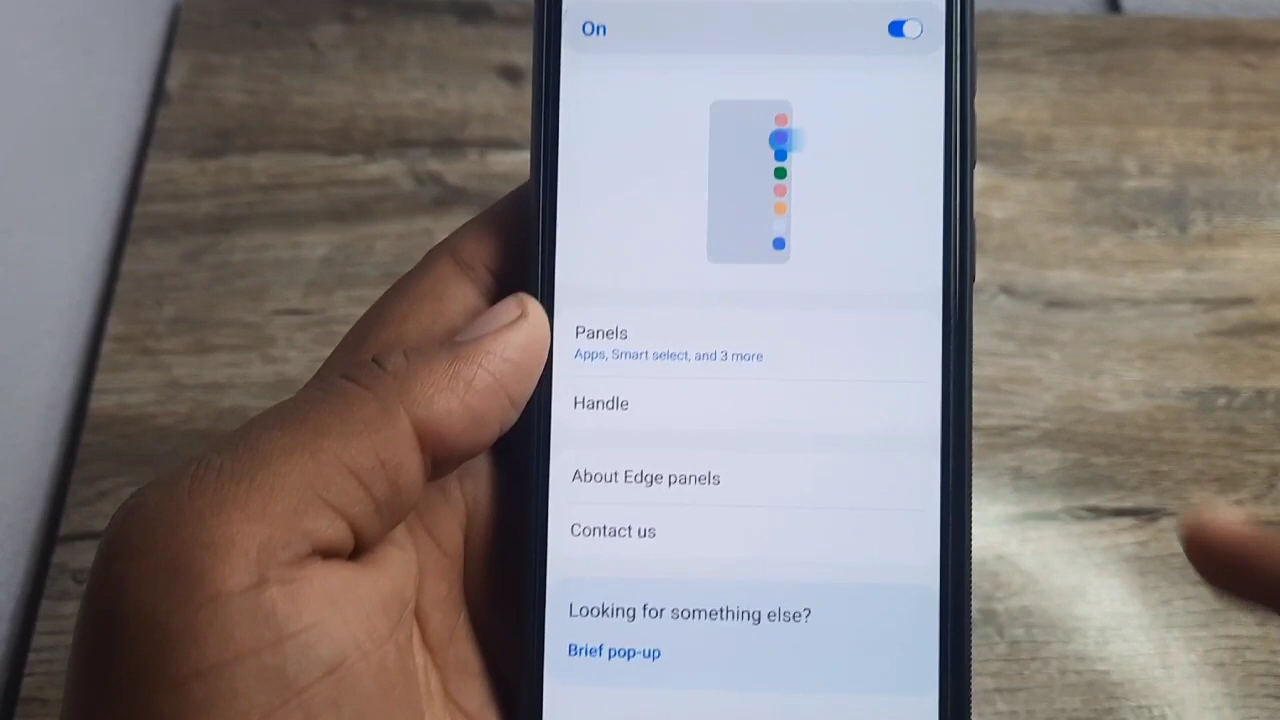 On
Panels
Apps, Smart select, and 3 more
Handle
About Edge panels
Contact us
Looking for something else?
Brief pop-up